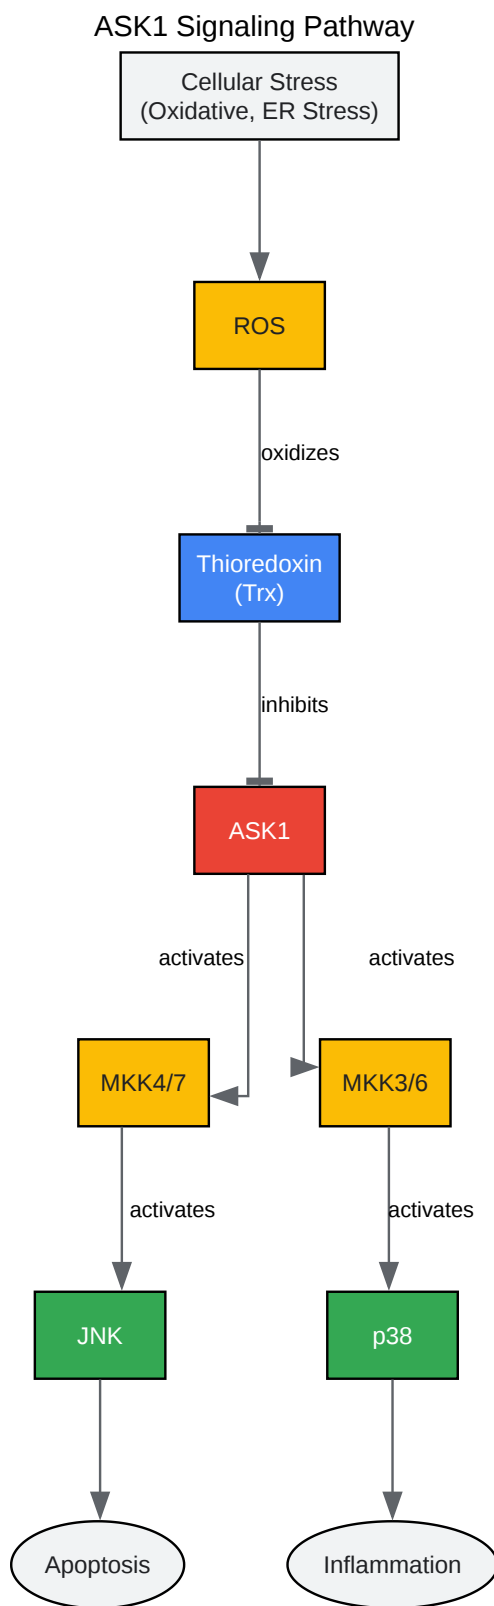 ASK1 Signaling Pathway
Cellular Stress
(Oxidative, ER Stress)
ROS
oxidizes
Thioredoxin
(Trx)
inhibits
ASK1
activates
activates
MKK4/7
MKK3/6
activates
activates
JNK
p38
Apoptosis
Inflammation